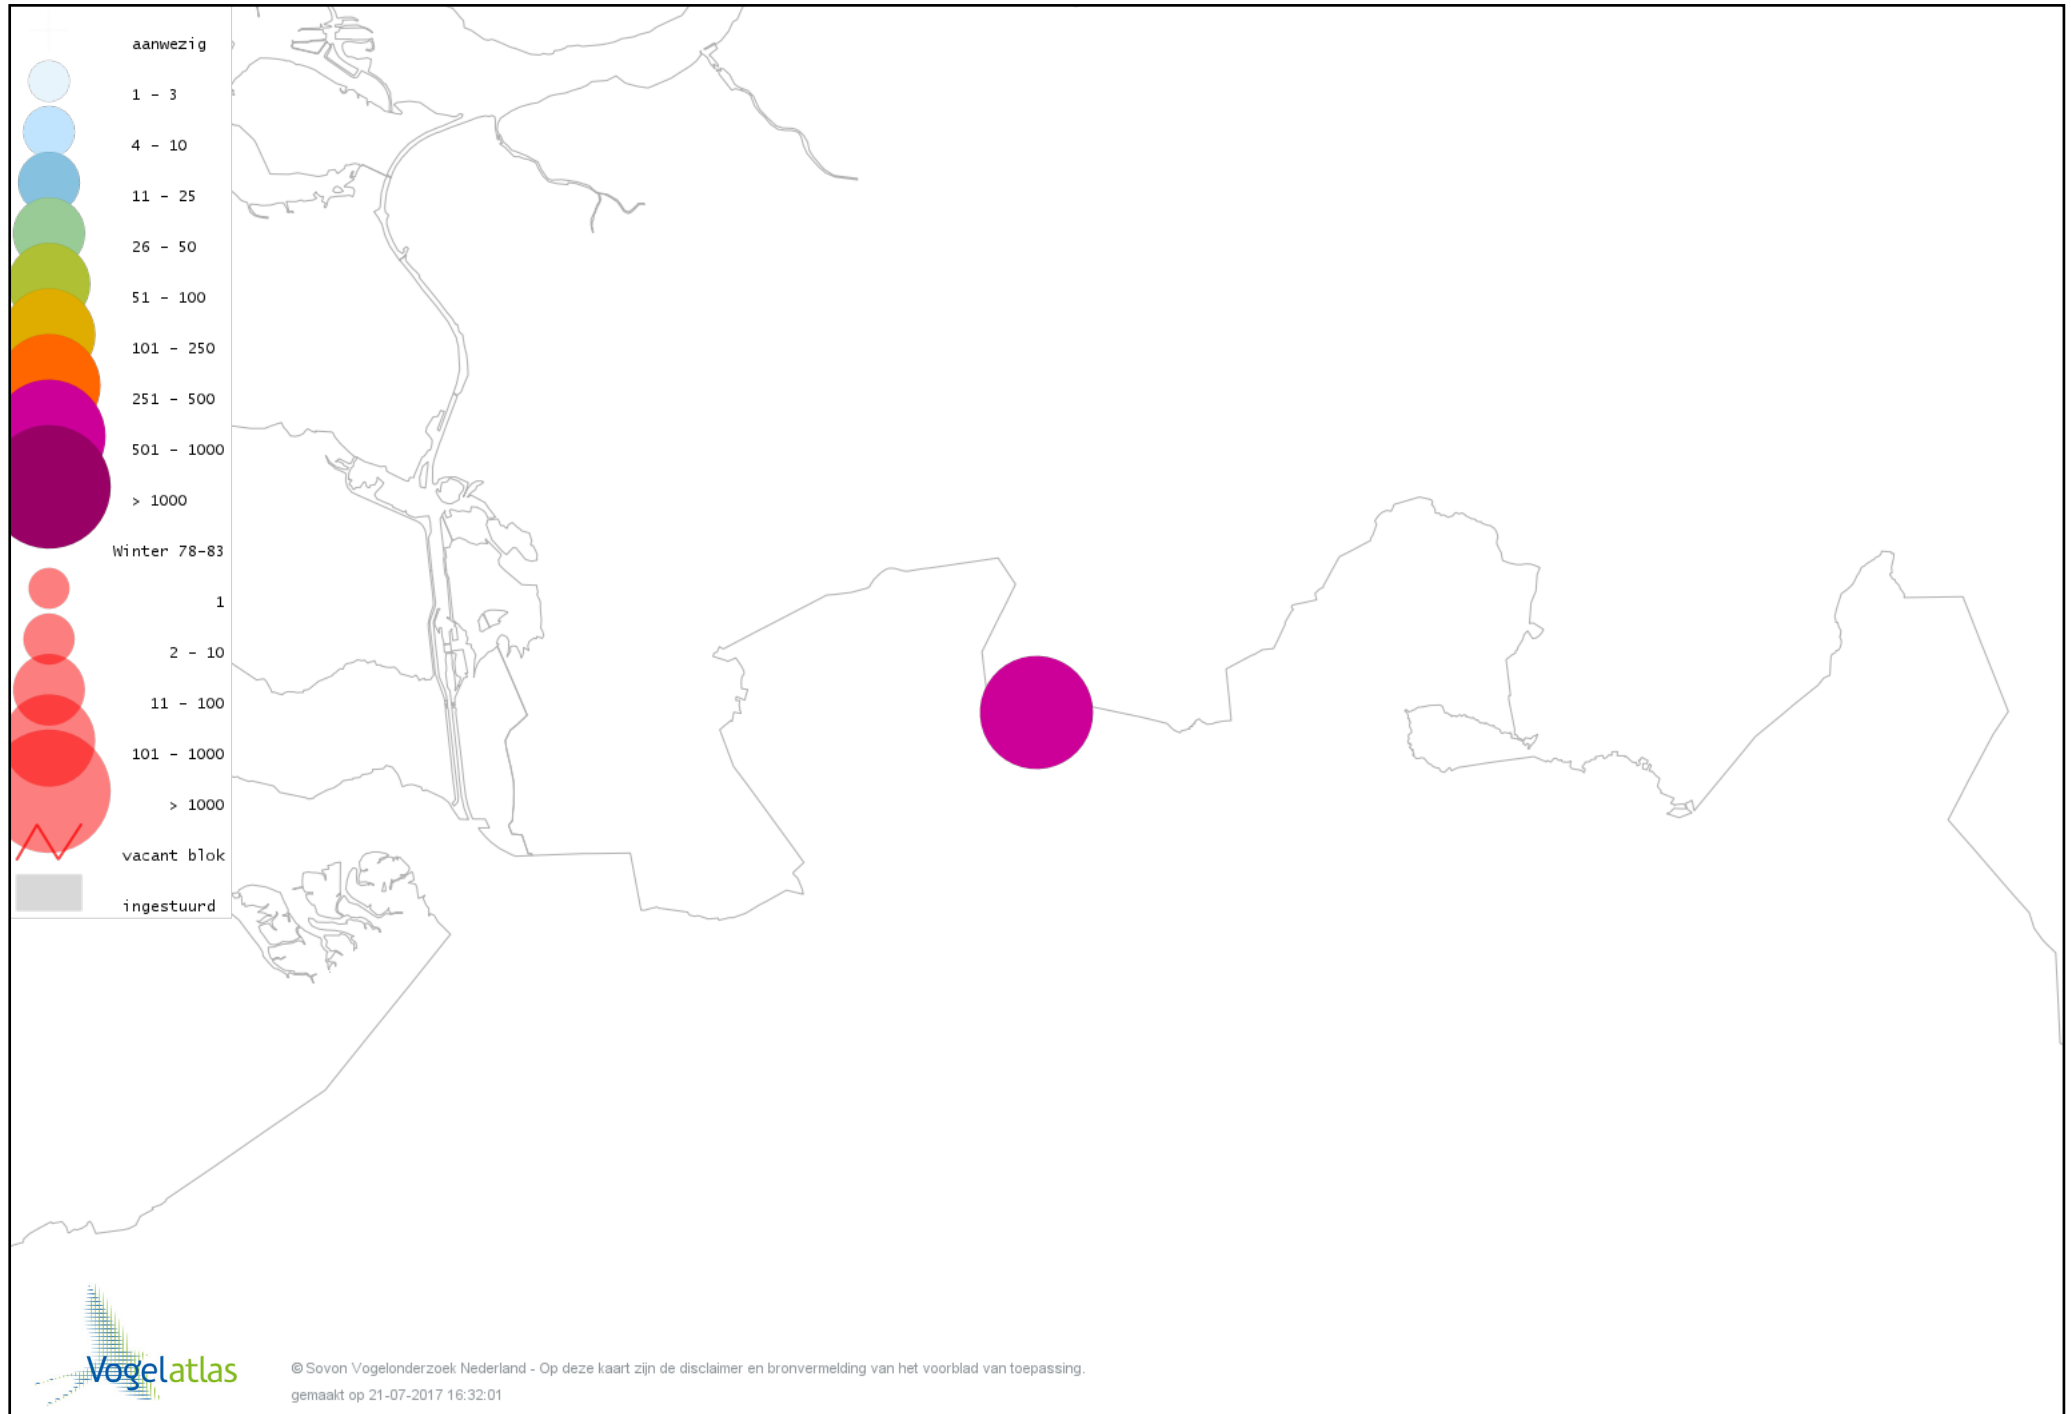 aanwezig
1 - 3
4 - 10
11 - 25
26 - 50
51 - 100
101 - 250
251 - 500
501 - 1000
> 1000
Winter 78-83
1
2 - 10
11 - 100
101 - 1000
> 1000
vacant blok
ingestuurd
Vogelatlas
© Sovon Vogelonderzoek Nederland - Op deze kaart zijn de disclaimer en bronvermelding van het voorblad van toepassing.
gemaakt op 21-07-2017 16:32:01